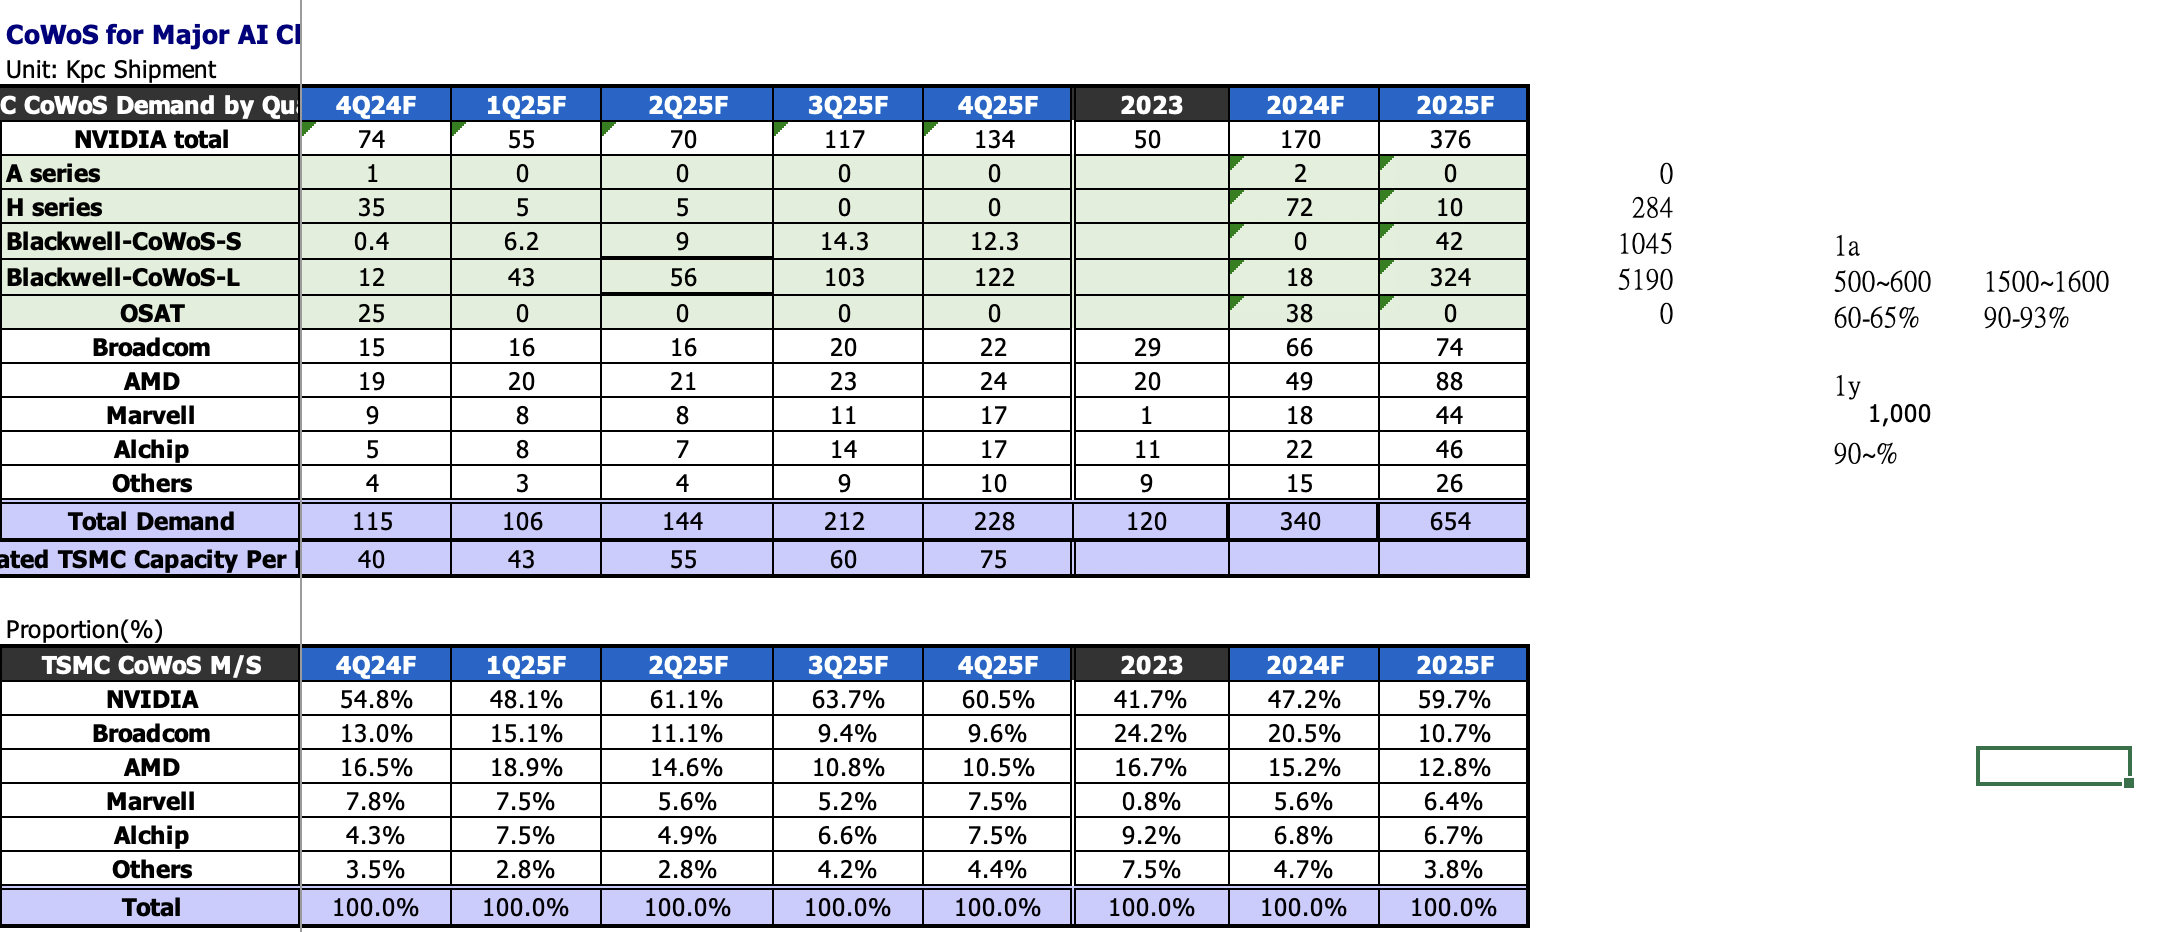 CoWoS for Major AI Cl
Unit: Kpc Shipment
C CoWoS Demand by Qua 4Q24F 1Q25F 2Q25F 3Q25F 4Q25F 2023 2024F 2025F
NVIDIA total 74 55 70 117 134 50 170 376
A series 1 0 0 0 0 2 0 0
H series 35 5 5 0 0 72 10 284
Blackwell-CoWoS-S 0.4 6.2 9 14.3 12.3 0 42 1045 1a
Blackwell-CoWoS-L 12 43 56 103 122 18 324 5190 500~600 1500~1600
OSAT 25 0 0 0 0 38 0 0 60-65% 90-93%
Broadcom 15 16 16 20 22 29 66 74
AMD 19 20 21 23 24 20 49 88 1y
Marvell 9 8 8 11 17 1 18 44 1,000
Alchip 5 8 7 14 17 11 22 46 90~%
Others 4 3 4 9 10 9 15 26
Total Demand 115 106 144 212 228 120 340 654
ated TSMC Capacity Per 40 43 55 60 75
Proportion(%)
TSMC CoWoS M/S 4Q24F 1Q25F 2Q25F 3Q25F 4Q25F 2023 2024F 2025F
NVIDIA 54.8% 48.1% 61.1% 63.7% 60.5% 41.7% 47.2% 59.7%
Broadcom 13.0% 15.1% 11.1% 9.4% 9.6% 24.2% 20.5% 10.7%
AMD 16.5% 18.9% 14.6% 10.8% 10.5% 16.7% 15.2% 12.8%
Marvell 7.8% 7.5% 5.6% 5.2% 7.5% 0.8% 5.6% 6.4%
Alchip 4.3% 7.5% 4.9% 6.6% 7.5% 9.2% 6.8% 6.7%
Others 3.5% 2.8% 2.8% 4.2% 4.4% 7.5% 4.7% 3.8%
Total 100.0% 100.0% 100.0% 100.0% 100.0% 100.0% 100.0% 100.0%